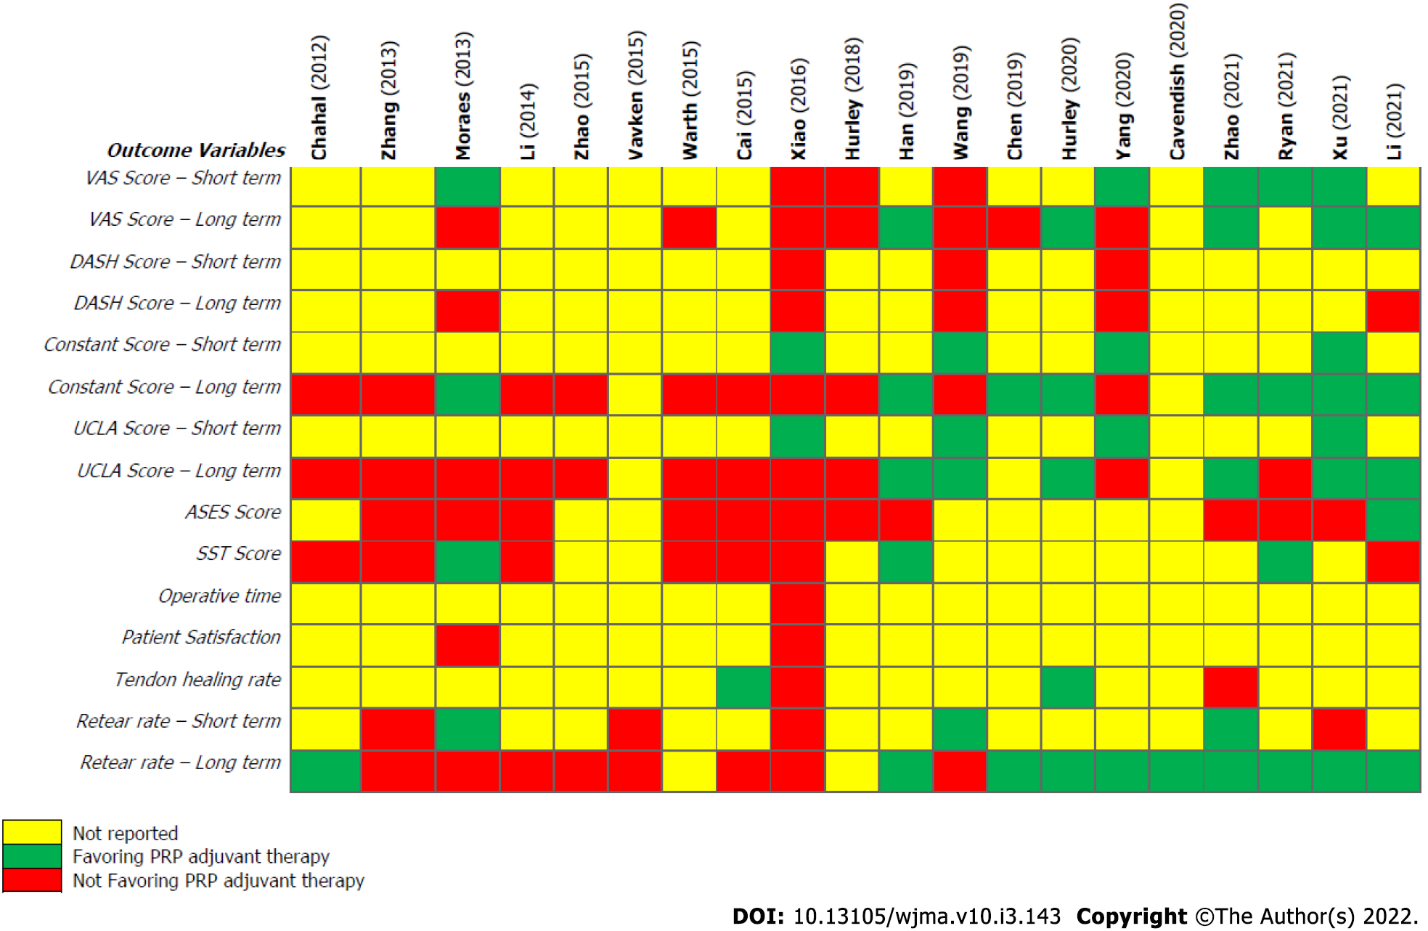 Outcome Variables
Chahal (2012)
Zhang (2013)
Moraes (2013)
Li (2014)
Zhao (2015)
Vavken (2015)
Warth (2015)
Cai (2015)
Xiao (2016)
Hurley (2018)
Han (2019)
Wang (2019)
Chen (2019)
Hurley (2020)
Yang (2020)
Cavendish (2020)
Zhao (2021)
Ryan (2021)
Xu (2021)
Li (2021)
VAS Score – Short term
VAS Score – Long term
DASH Score – Short term
DASH Score – Long term
Constant Score – Short term
Constant Score – Long term
UCLA Score – Short term
UCLA Score – Long term
ASES Score
SST Score
Operative time
Patient Satisfaction
Tendon healing rate
Retear rate – Short term
Retear rate – Long term
Not reported
Favoring PRP adjuvant therapy
Not Favoring PRP adjuvant therapy
DOI: 10.13105/wjma.v10.i3.143 Copyright ©The Author(s) 2022.